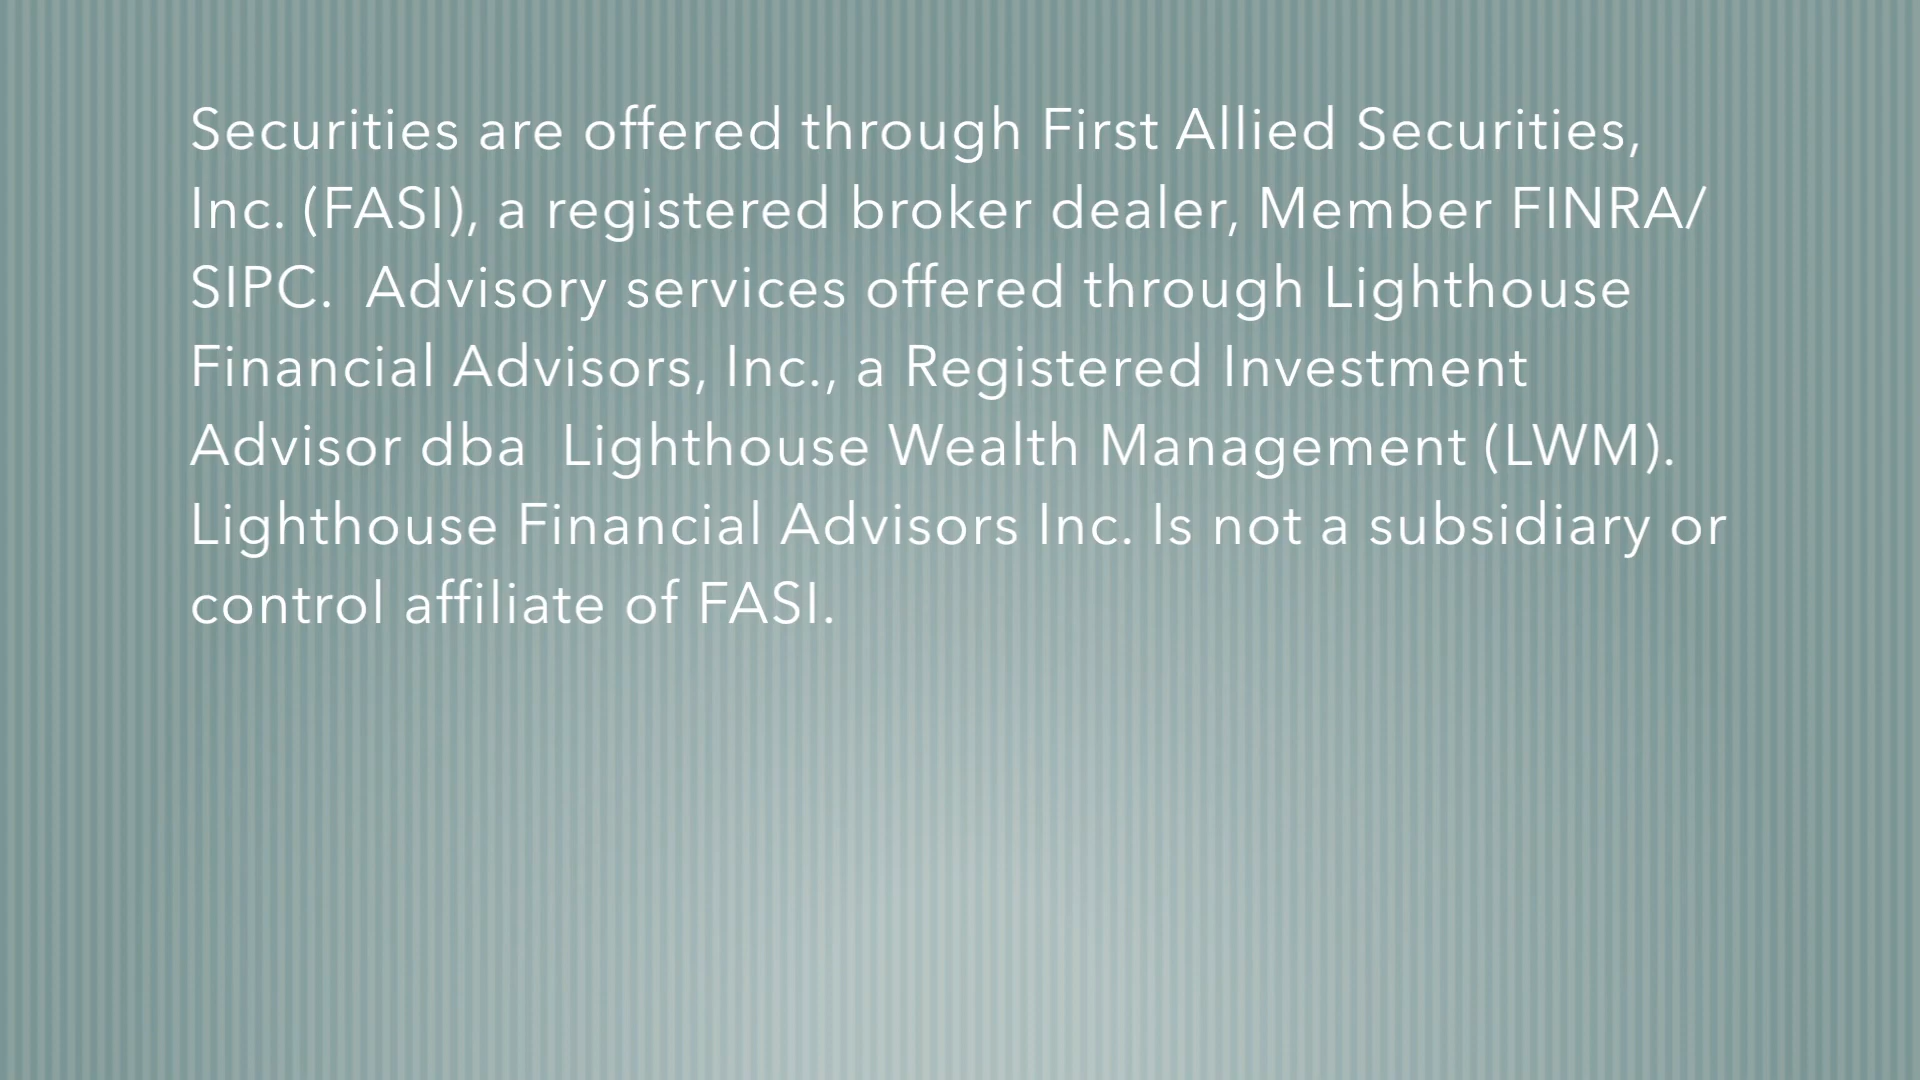 Securities are offered through First Allied Securities,
Inc. (FASI), a registered broker dealer, Member FINRA/
SIPC.  Advisory services offered through Lighthouse
Financial Advisors, Inc., a Registered Investment
Advisor dba  Lighthouse Wealth Management (LWM).
Lighthouse Financial Advisors Inc. Is not a subsidiary or
control affiliate of FASI.